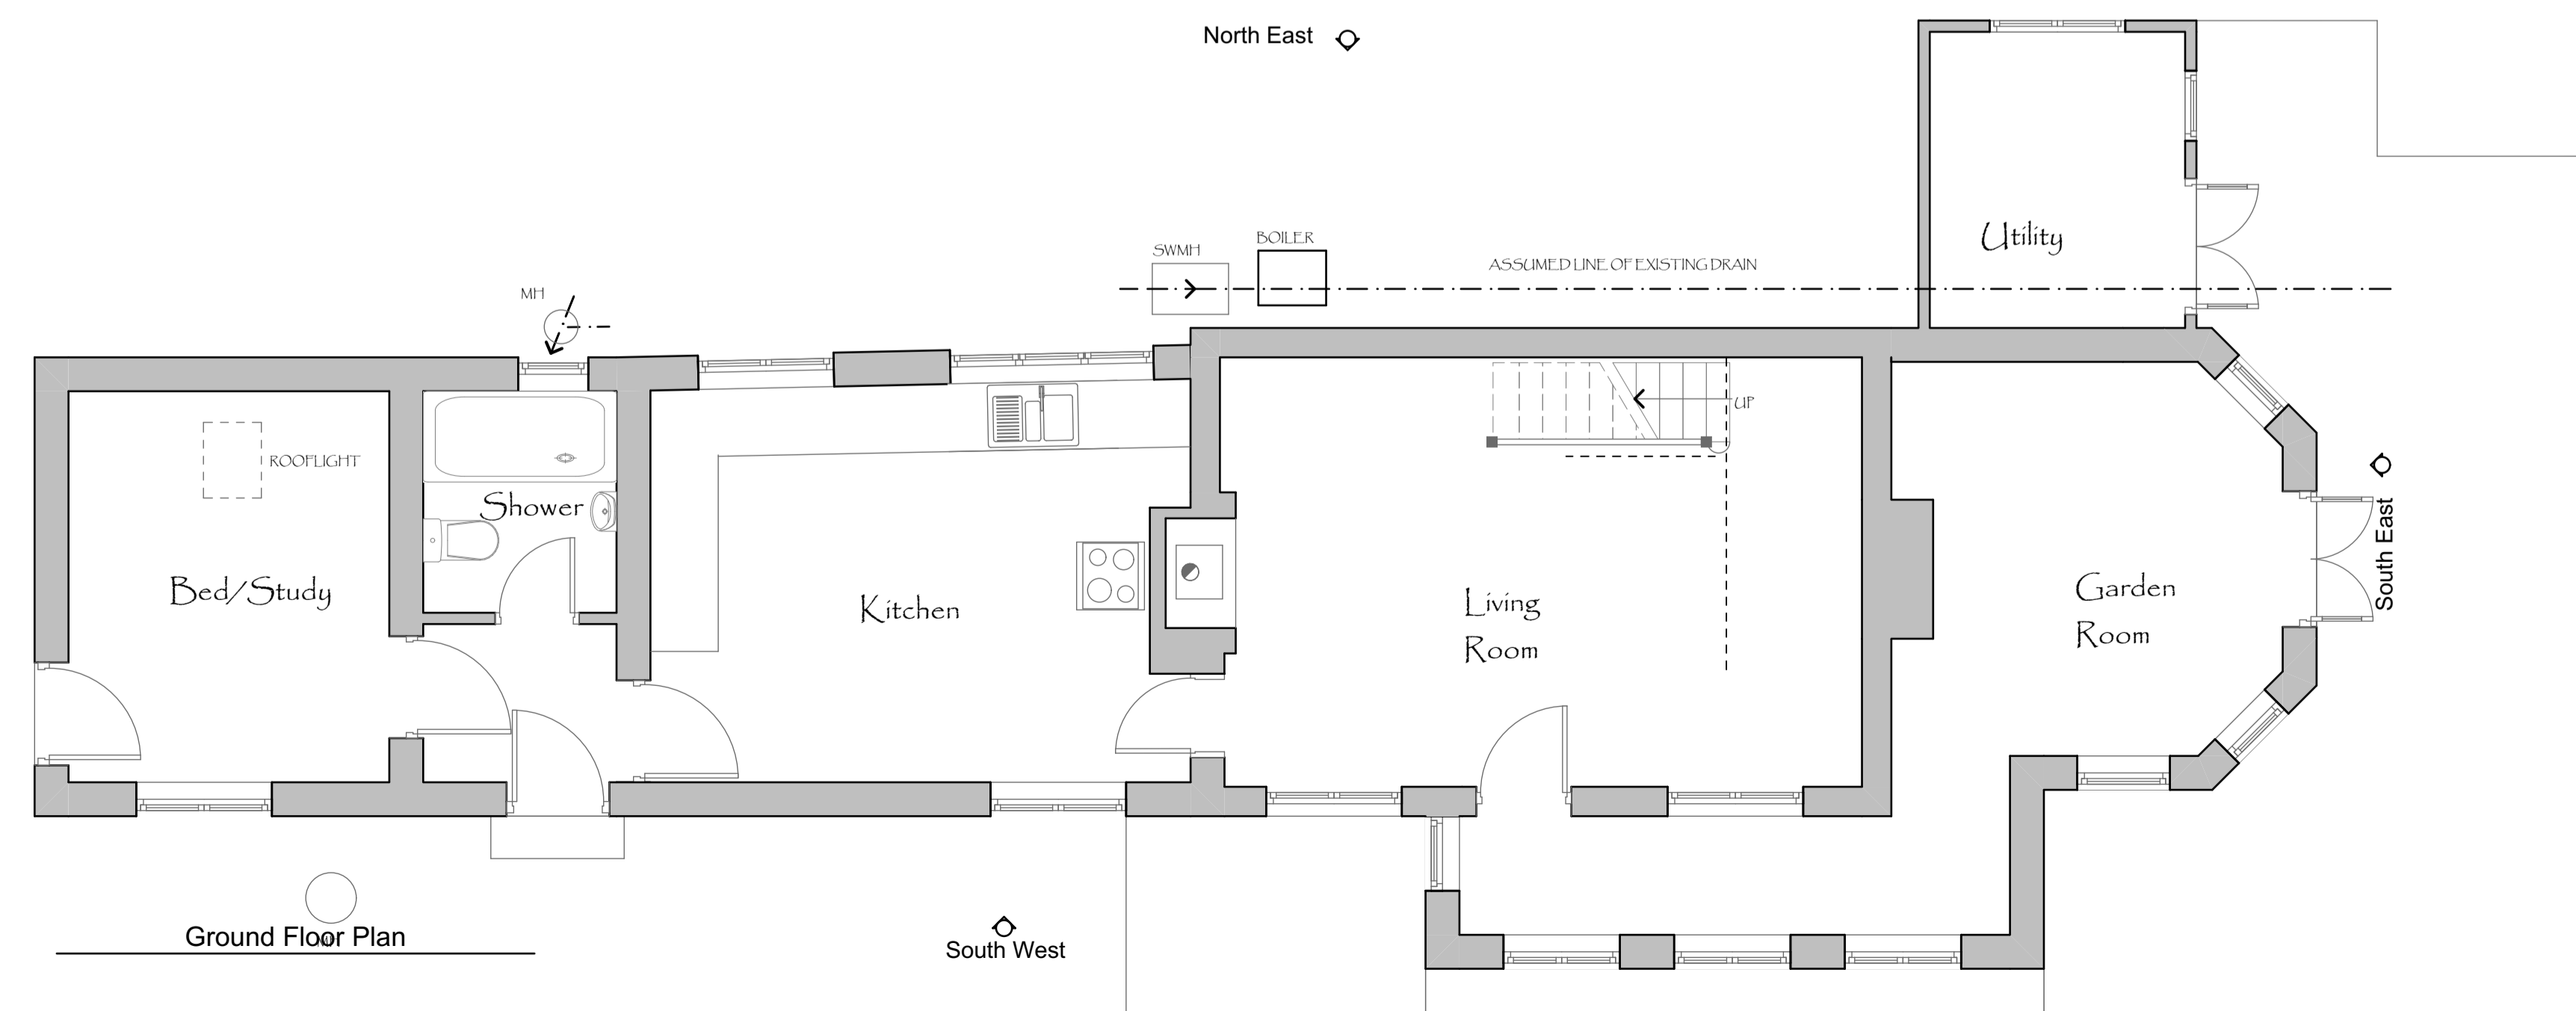 North East
Utility
BOILER
SWMH
ASSUMED LINE OF EXISTING DRAIN
MH
UP
ROOFLIGHT
Shower
South East
Bed/Study
Kitchen
Living
Room
Garden
Room
Ground Floor Plan
MH
South West